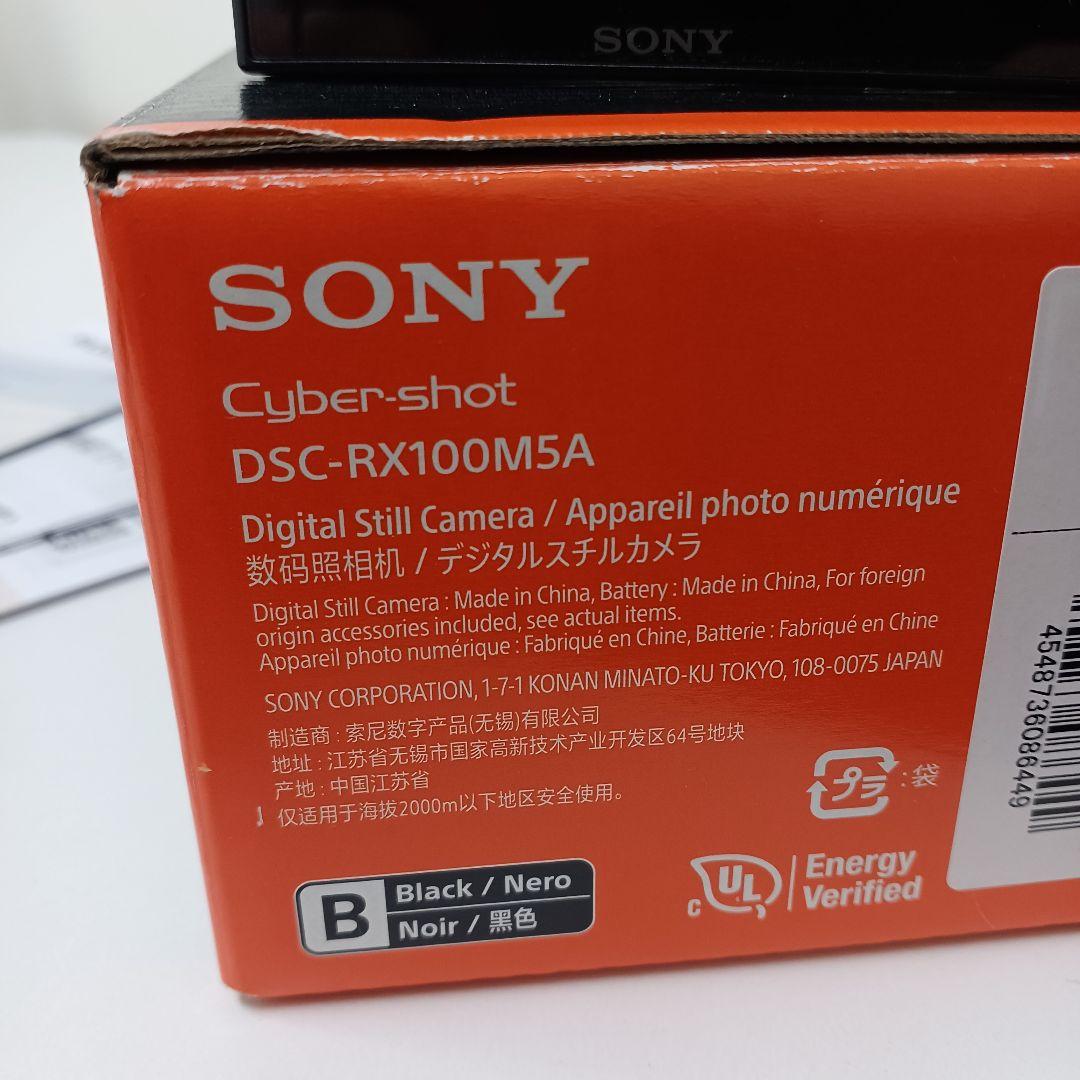 SONY
SONY
Cyber-shot
DSC-RX100M5A
Digital Still Camera / Appareil photo numérique
数码照相机 / デジタルスチルカメラ
Digital Still Camera : Made in China, Battery : Made in China, For foreign
origin accessories included, see actual items.
Appareil photo numérique : Fabriqué en Chine, Batterie : Fabriqué en Chine
SONY CORPORATION, 1-7-1 KONAN MINATO-KU TOKYO, 108-0075 JAPAN
制造商 : 索尼数字产品(无锡)有限公司
地址 : 江苏省无锡市国家高新技术产业开发区64号地块
产地 : 中国江苏省
仅适用于海拔2000m以下地区安全使用。
プラ : 袋
B
Black / Nero
Noir / 黑色
C UL
Energy
Verified
4548736086449